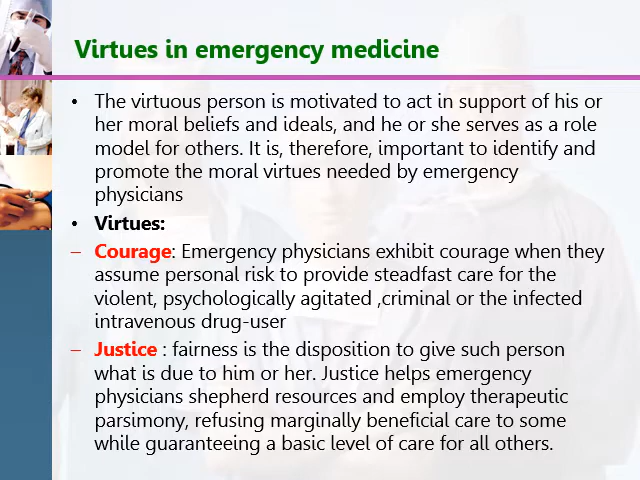 Virtues in emergency medicine
• The virtuous person is motivated to act in support of his or
her moral beliefs and ideals, and he or she serves as a role
model for others. It is, therefore, important to identify and
promote the moral virtues needed by emergency
physicians
• Virtues:
– Courage: Emergency physicians exhibit courage when they
assume personal risk to provide steadfast care for the
violent, psychologically agitated ,criminal or the infected
intravenous drug-user
– Justice : fairness is the disposition to give such person
what is due to him or her. Justice helps emergency
physicians shepherd resources and employ therapeutic
parsimony, refusing marginally beneficial care to some
while guaranteeing a basic level of care for all others.